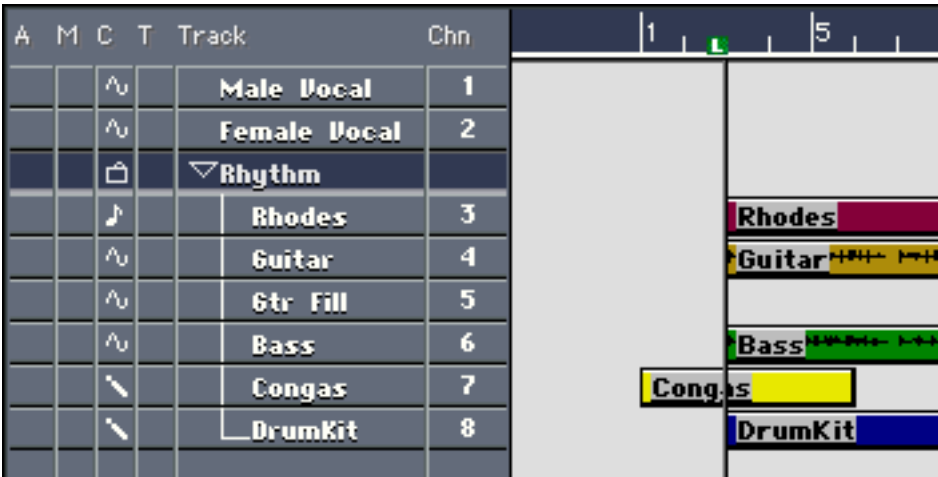 A M C T Track Chn 1 L 5
Male Vocal 1
Female Vocal 2
Rhythm
Rhodes 3 Rhodes
Guitar 4 Guitar
Gtr Fill 5
Bass 6 Bass
Congas 7 Congas
DrumKit 8 DrumKit